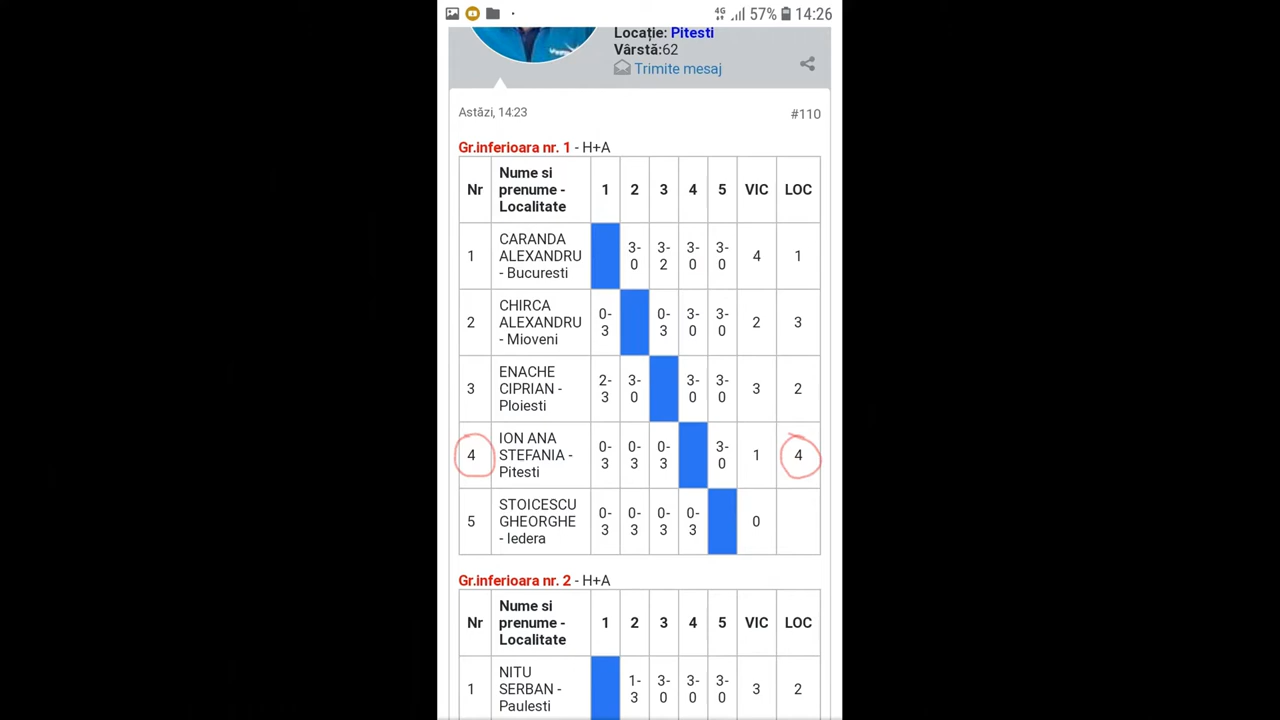 4G 57% 14:26
Locație: Pitesti
Vârstă:62
Trimite mesaj
Astăzi, 14:23 #110
Gr.inferioara nr. 1 - H+A
Nr Nume si prenume - Localitate 1 2 3 4 5 VIC LOC
1 CARANDA ALEXANDRU - Bucuresti 3-0 3-2 3-0 3-0 4 1
2 CHIRCA ALEXANDRU - Mioveni 0-3 0-3 3-0 3-0 2 3
3 ENACHE CIPRIAN - Ploiesti 2-3 3-0 3-0 3-0 3 2
4 ION ANA STEFANIA - Pitesti 0-3 0-3 0-3 3-0 1 4
5 STOICESCU GHEORGHE - Iedera 0-3 0-3 0-3 0-3 0
Gr.inferioara nr. 2 - H+A
Nr Nume si prenume - Localitate 1 2 3 4 5 VIC LOC
1 NITU SERBAN - Paulesti 1-3 3-0 3-0 3-0 3 2